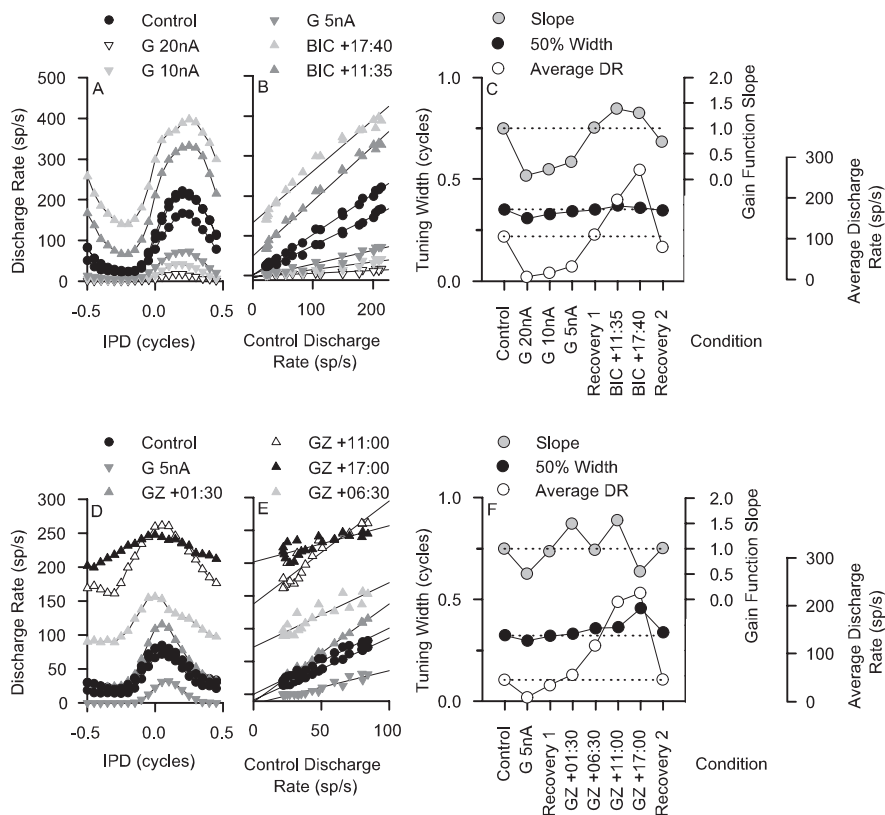 Control
G 20nA
G 10nA
G 5nA
BIC +17:40
BIC +11:35
Slope
50% Width
Average DR
A
500
400
300
200
100
0
-0.5
0.0
0.5
IPD (cycles)
Discharge Rate (sp/s)
B
0
100
200
Control Discharge
Rate (sp/s)
C
1.0
0.5
0.0
Tuning Width (cycles)
2.0
1.5
1.0
0.5
0.0
Gain Function Slope
300
200
100
0
Average Discharge
Rate (sp/s)
Control
G 20nA
G 10nA
G 5nA
Recovery 1
BIC +11:35
BIC +17:40
Recovery 2
Condition
Control
G 5nA
GZ +01:30
GZ +11:00
GZ +17:00
GZ +06:30
Slope
50% Width
Average DR
D
300
250
200
150
100
50
0
-0.5
0.0
0.5
IPD (cycles)
Discharge Rate (sp/s)
E
0
50
100
Control Discharge
Rate (sp/s)
F
1.0
0.5
0.0
Tuning Width (cycles)
2.0
1.5
1.0
0.5
0.0
Gain Function Slope
300
200
100
0
Average Discharge
Rate (sp/s)
Control
G 5nA
Recovery 1
GZ +01:30
GZ +06:30
GZ +11:00
GZ +17:00
Recovery 2
Condition